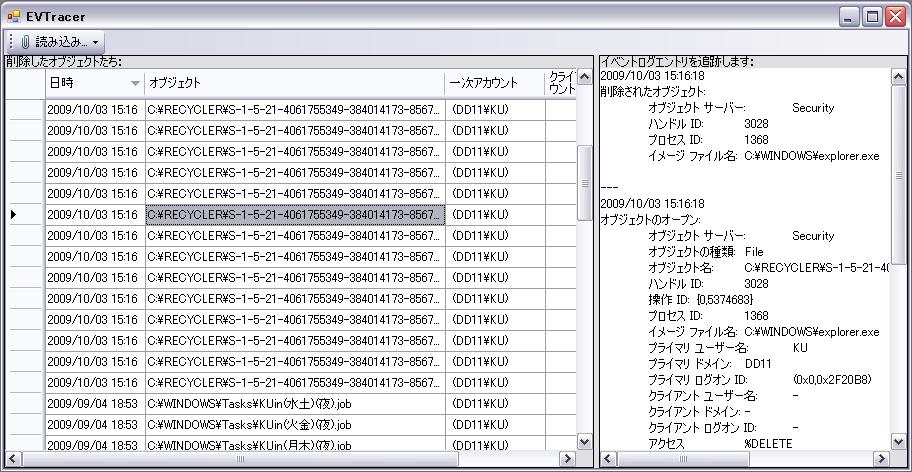 EVTracer
読み込み...
削除したオブジェクトたち:
日時 オブジェクト 一次アカウント クライ
ウント
2009/10/03 15:16 C:¥RECYCLER¥S-1-5-21-4061755349-384014173-8567... (DD11¥KU)
2009/10/03 15:16 C:¥RECYCLER¥S-1-5-21-4061755349-384014173-8567... (DD11¥KU)
2009/10/03 15:16 C:¥RECYCLER¥S-1-5-21-4061755349-384014173-8567... (DD11¥KU)
2009/10/03 15:16 C:¥RECYCLER¥S-1-5-21-4061755349-384014173-8567... (DD11¥KU)
2009/10/03 15:16 C:¥RECYCLER¥S-1-5-21-4061755349-384014173-8567... (DD11¥KU)
2009/10/03 15:16 C:¥RECYCLER¥S-1-5-21-4061755349-384014173-8567... (DD11¥KU)
2009/10/03 15:16 C:¥RECYCLER¥S-1-5-21-4061755349-384014173-8567... (DD11¥KU)
2009/10/03 15:16 C:¥RECYCLER¥S-1-5-21-4061755349-384014173-8567... (DD11¥KU)
2009/10/03 15:16 C:¥RECYCLER¥S-1-5-21-4061755349-384014173-8567... (DD11¥KU)
2009/10/03 15:16 C:¥RECYCLER¥S-1-5-21-4061755349-384014173-8567... (DD11¥KU)
2009/10/03 15:16 C:¥RECYCLER¥S-1-5-21-4061755349-384014173-8567... (DD11¥KU)
2009/10/03 15:16 C:¥RECYCLER¥S-1-5-21-4061755349-384014173-8567... (DD11¥KU)
2009/10/03 15:16 C:¥RECYCLER¥S-1-5-21-4061755349-384014173-8567... (DD11¥KU)
2009/10/03 15:16 C:¥RECYCLER¥S-1-5-21-4061755349-384014173-8567... (DD11¥KU)
2009/09/04 18:53 C:¥WINDOWS¥Tasks¥KUin(水土)(夜).job (DD11¥KU)
2009/09/04 18:53 C:¥WINDOWS¥Tasks¥KUin(火金)(夜).job (DD11¥KU)
2009/09/04 18:53 C:¥WINDOWS¥Tasks¥KUin(月木)(夜).job (DD11¥KU)
イベントログエントリを追跡します:
2009/10/03 15:16:18
削除されたオブジェクト:
オブジェクト サーバー: Security
ハンドル ID: 3028
プロセス ID: 1368
イメージ ファイル名: C:¥WINDOWS¥explorer.exe
---
2009/10/03 15:16:18
オブジェクトのオープン:
オブジェクト サーバー: Security
オブジェクトの種類: File
オブジェクト名: C:¥RECYCLER¥S-1-5-21-40
ハンドル ID: 3028
操作 ID: {0,5374683}
プロセス ID: 1368
イメージ ファイル名: C:¥WINDOWS¥explorer.exe
プライマリ ユーザー名: KU
プライマリ ドメイン: DD11
プライマリ ログオン ID: (0x0,0x2F20B8)
クライアント ユーザー名: -
クライアント ドメイン: -
クライアント ログオン ID: -
アクセス %DELETE